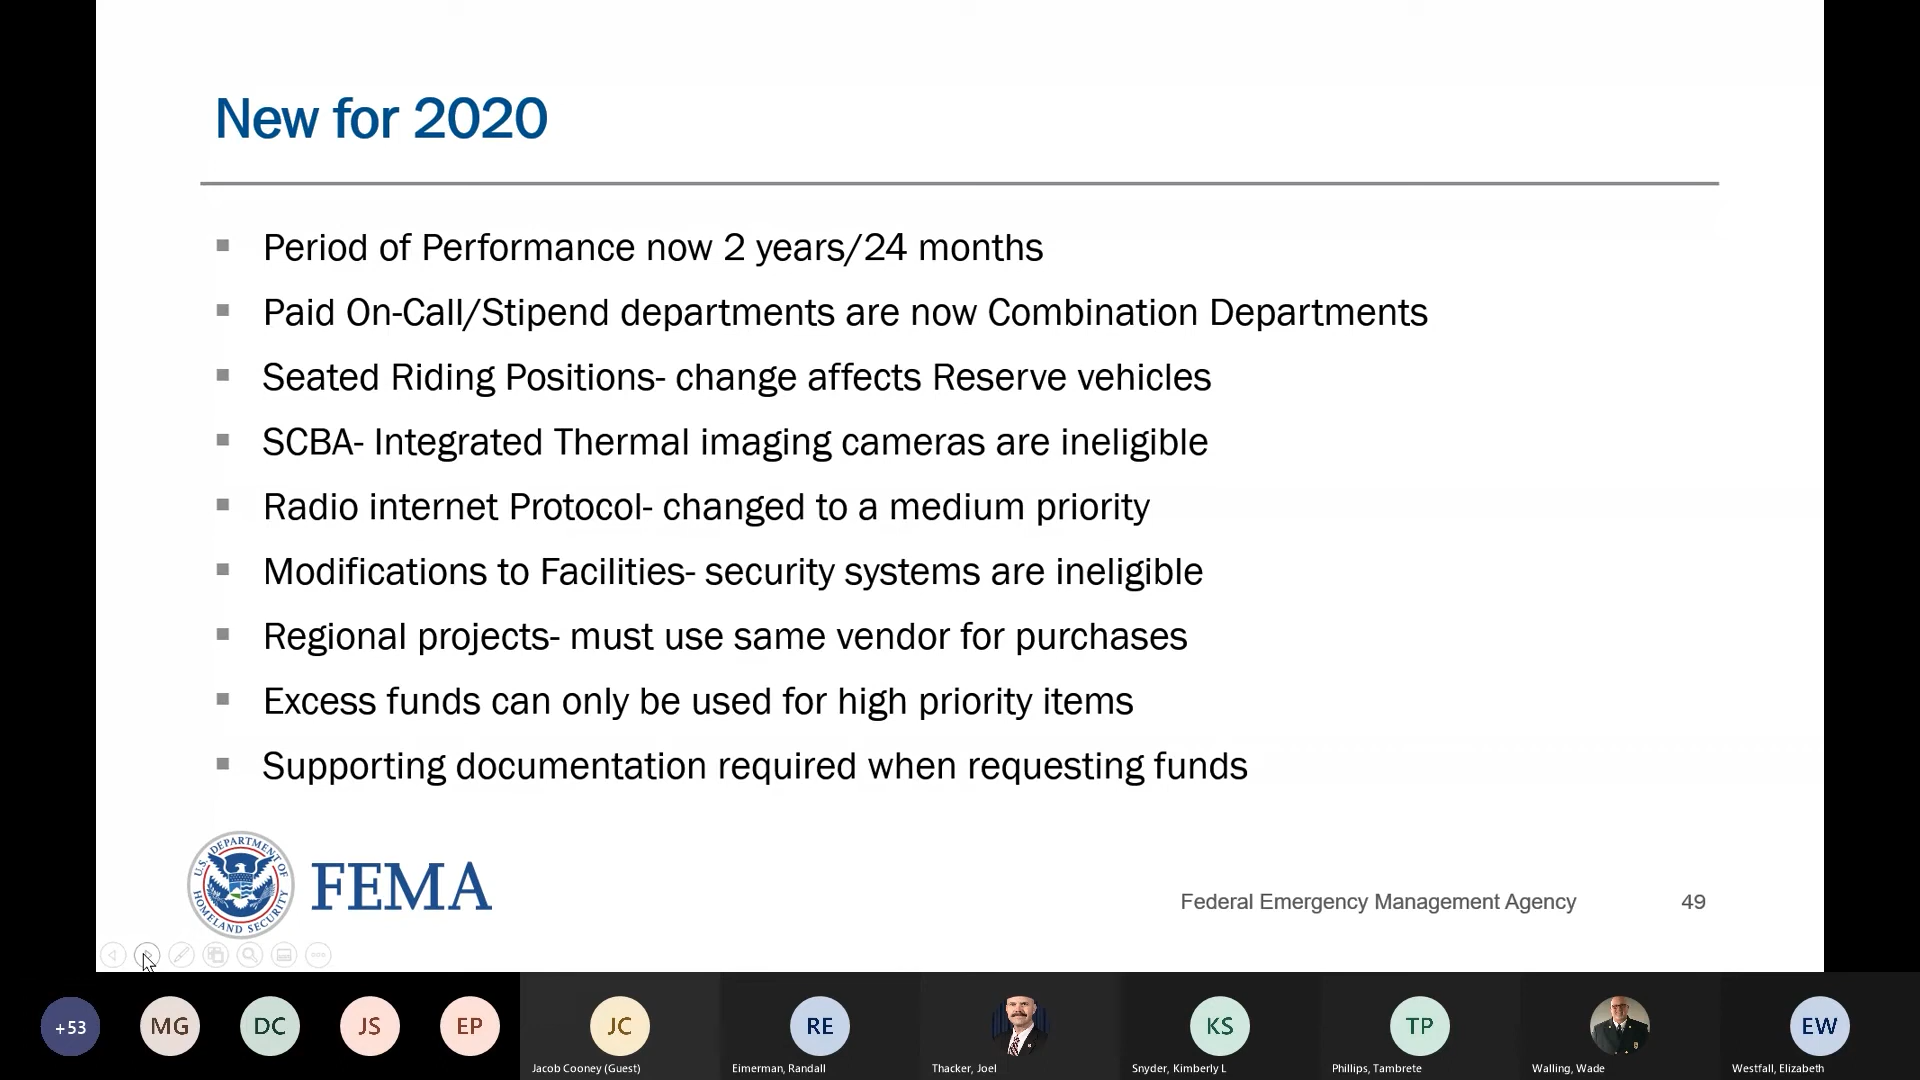 New for 2020
Period of Performance now 2 years/24 months
Paid On-Call/Stipend departments are now Combination Departments
Seated Riding Positions- change affects Reserve vehicles
SCBA- Integrated Thermal imaging cameras are ineligible
Radio internet Protocol- changed to a medium priority
Modifications to Facilities- security systems are ineligible
Regional projects- must use same vendor for purchases
Excess funds can only be used for high priority items
Supporting documentation required when requesting funds
U.S. DEPARTMENT OF
HOMELAND SECURITY
FEMA
Federal Emergency Management Agency
49
+53
MG
DC
JS
EP
JC
RE
KS
TP
EW
Jacob Cooney (Guest)
Eimerman, Randall
Thacker, Joel
Snyder, Kimberly L
Phillips, Tambrete
Walling, Wade
Westfall, Elizabeth